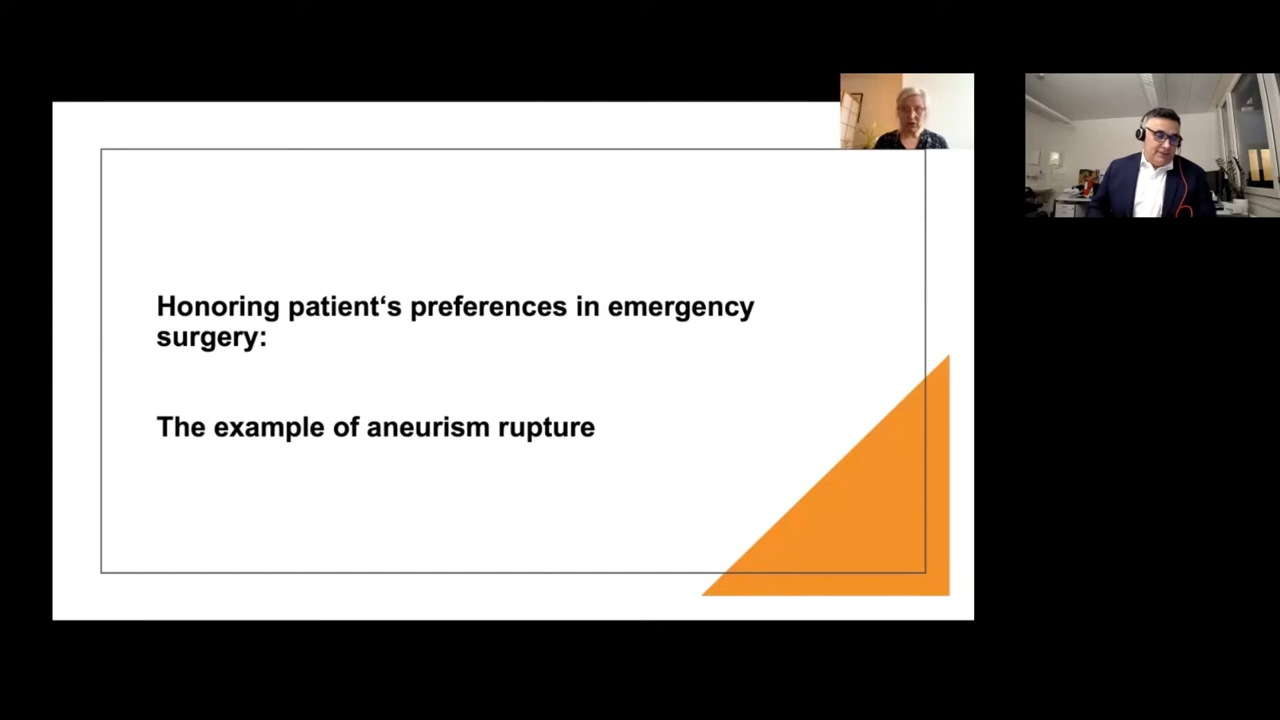 Honoring patient‘s preferences in emergency
surgery:
The example of aneurism rupture